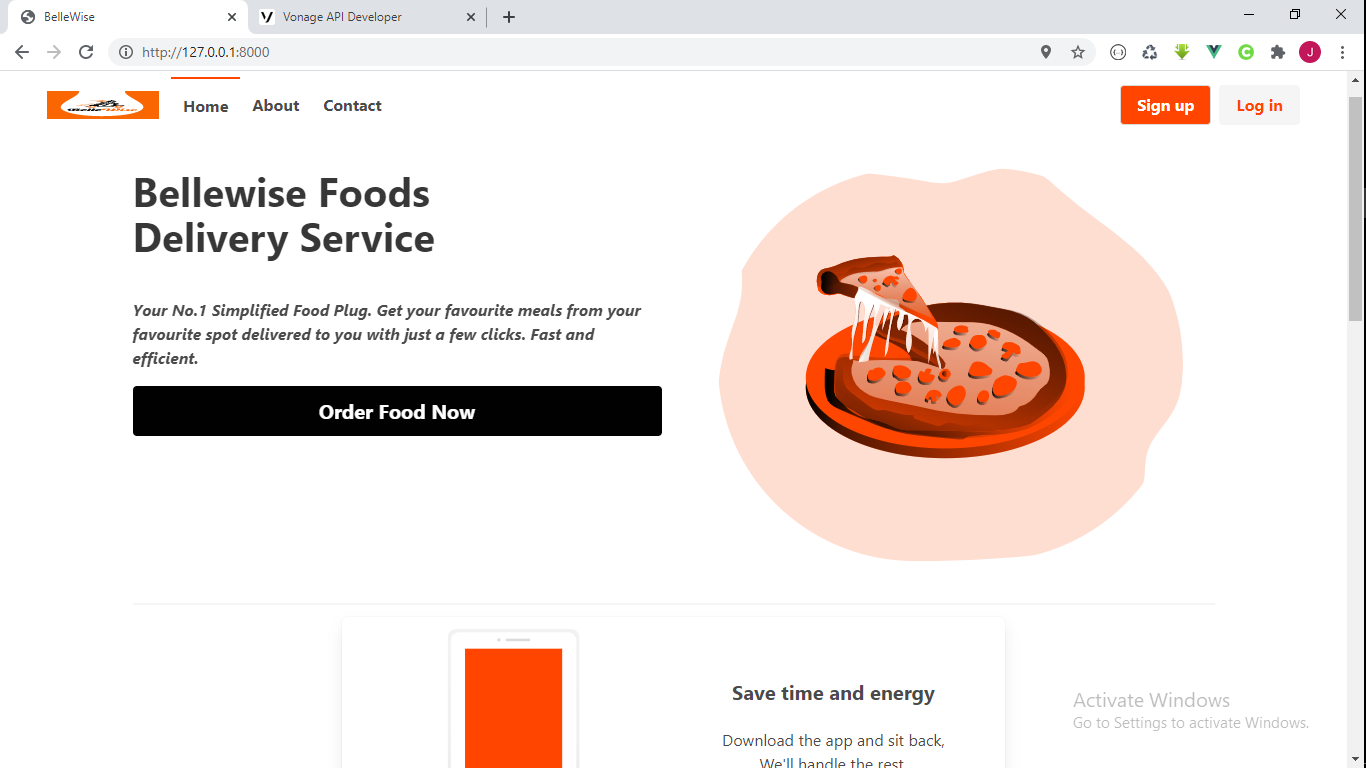 BelleWise
Vonage API Developer
http://127.0.0.1:8000
J
BelleWise
Home
About
Contact
Sign up
Log in
Bellewise Foods
Delivery Service
Your No.1 Simplified Food Plug. Get your favourite meals from your
favourite spot delivered to you with just a few clicks. Fast and
efficient.
Order Food Now
Save time and energy
Download the app and sit back,
We'll handle the rest
Activate Windows
Go to Settings to activate Windows.